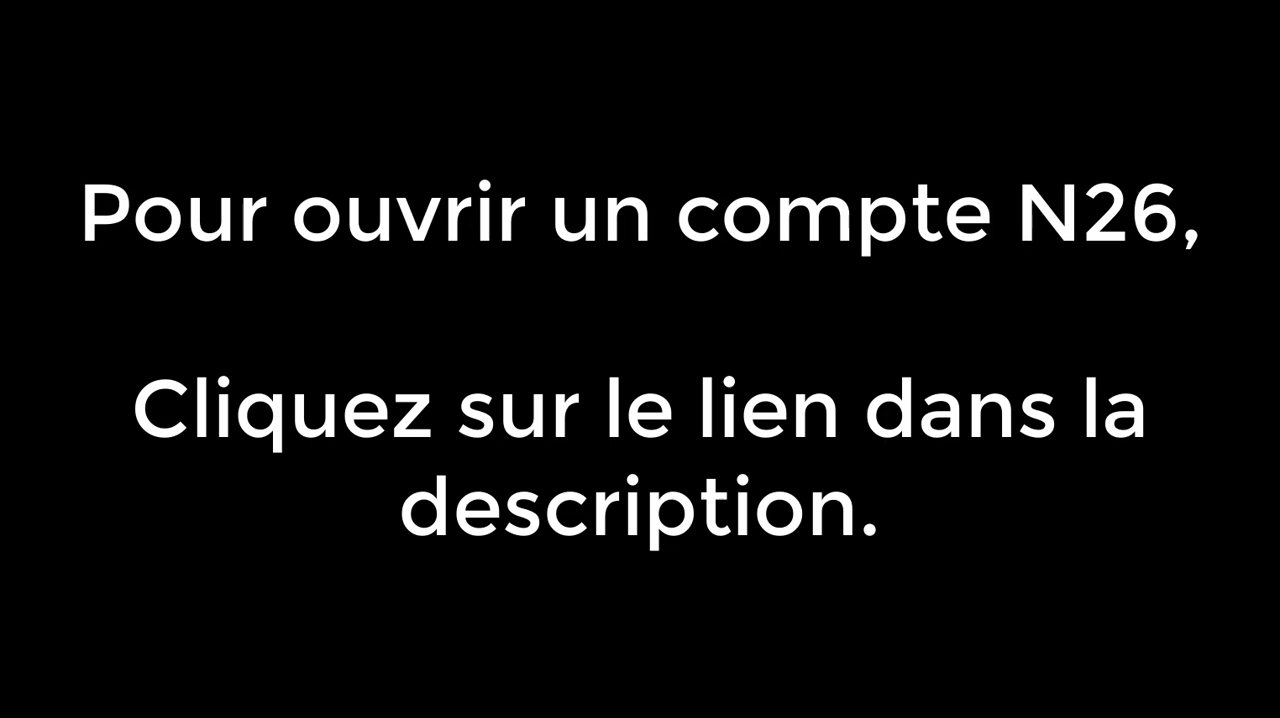 Pour ouvrir un compte N26,
Cliquez sur le lien dans la
description.